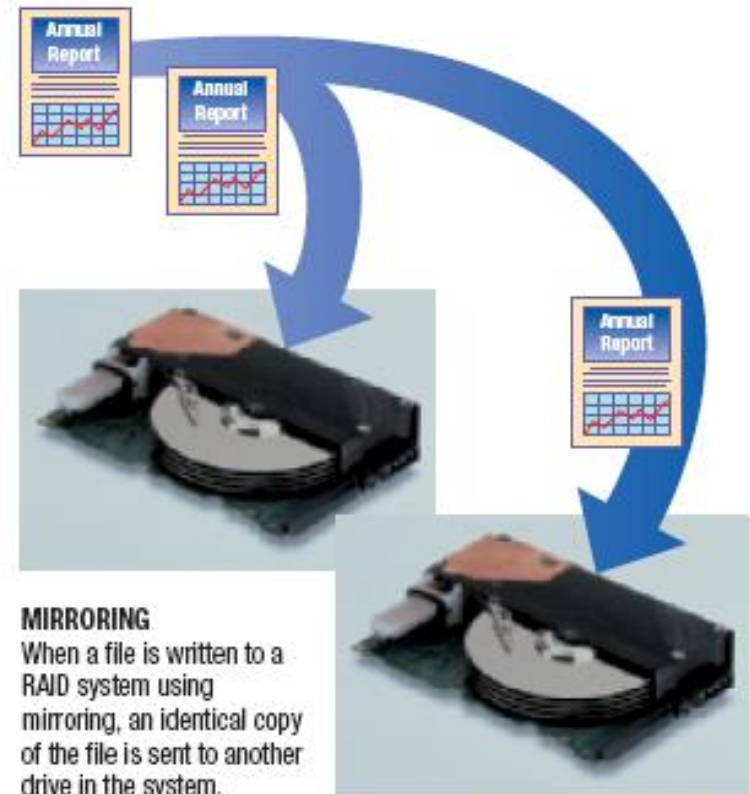 Annual
Report
Annual
Report
Annual
Report
MIRRORING
When a file is written to a
RAID system using
mirroring, an identical copy
of the file is sent to another
drive in the system.